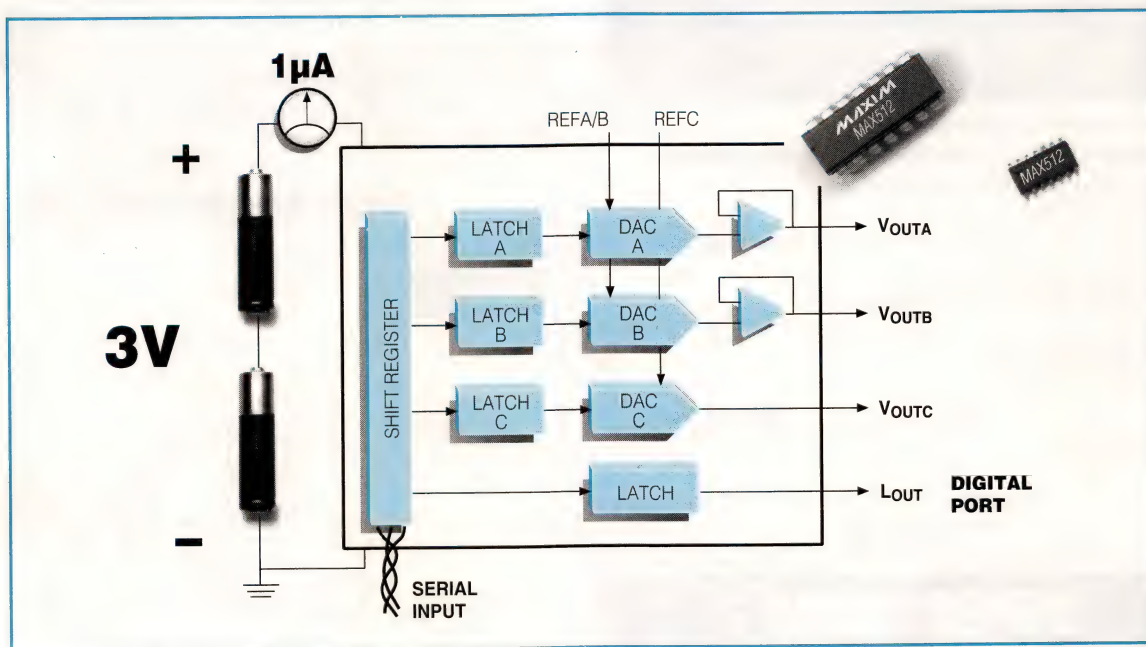 1µA
+
3V
–
REFA/B
REFC
MAXIM
MAX512
MAX512
SHIFT REGISTER
LATCH
A
DAC
A
VOUTA
LATCH
B
DAC
B
VOUTB
LATCH
C
DAC
C
VOUTC
LATCH
LOUT
DIGITAL
PORT
SERIAL
INPUT